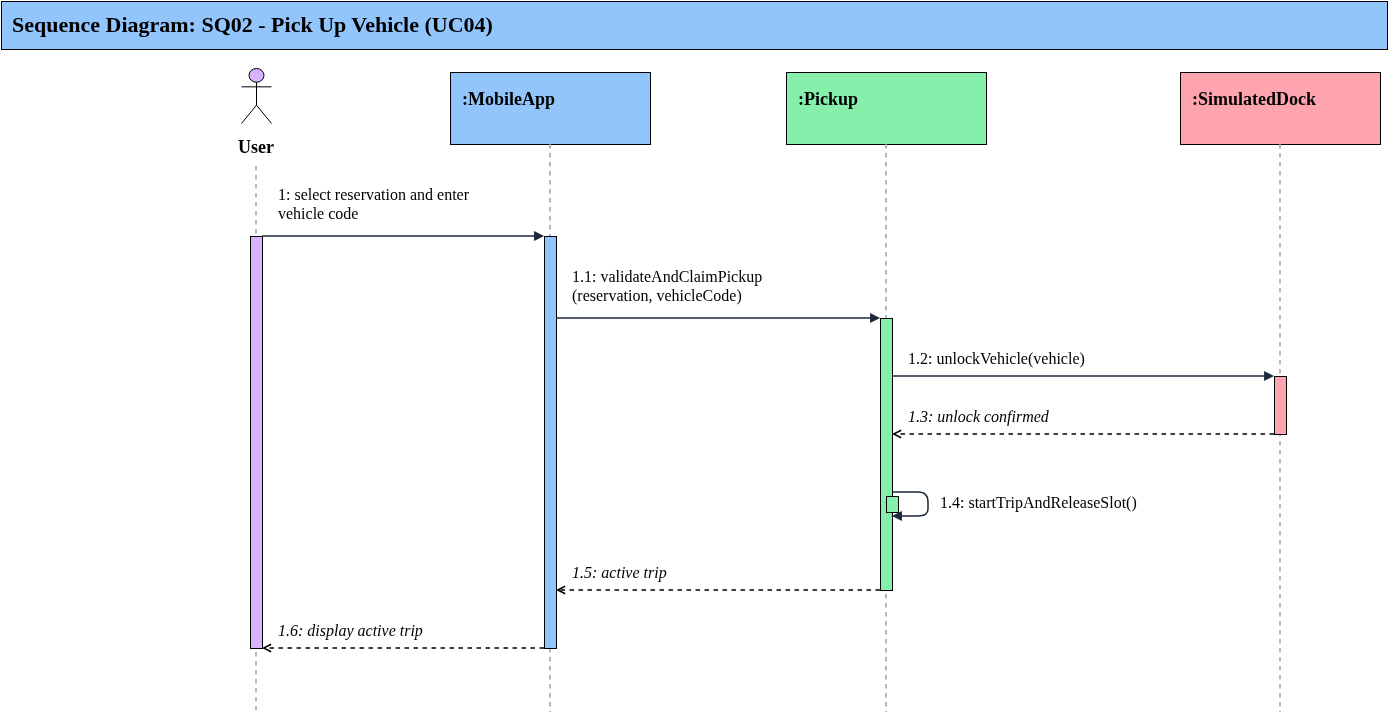 Sequence Diagram: SQ02 - Pick Up Vehicle (UC04)
User
:MobileApp
:Pickup
:SimulatedDock
1: select reservation and enter
vehicle code
1.1: validateAndClaimPickup
(reservation, vehicleCode)
1.2: unlockVehicle(vehicle)
1.3: unlock confirmed
1.4: startTripAndReleaseSlot()
1.5: active trip
1.6: display active trip